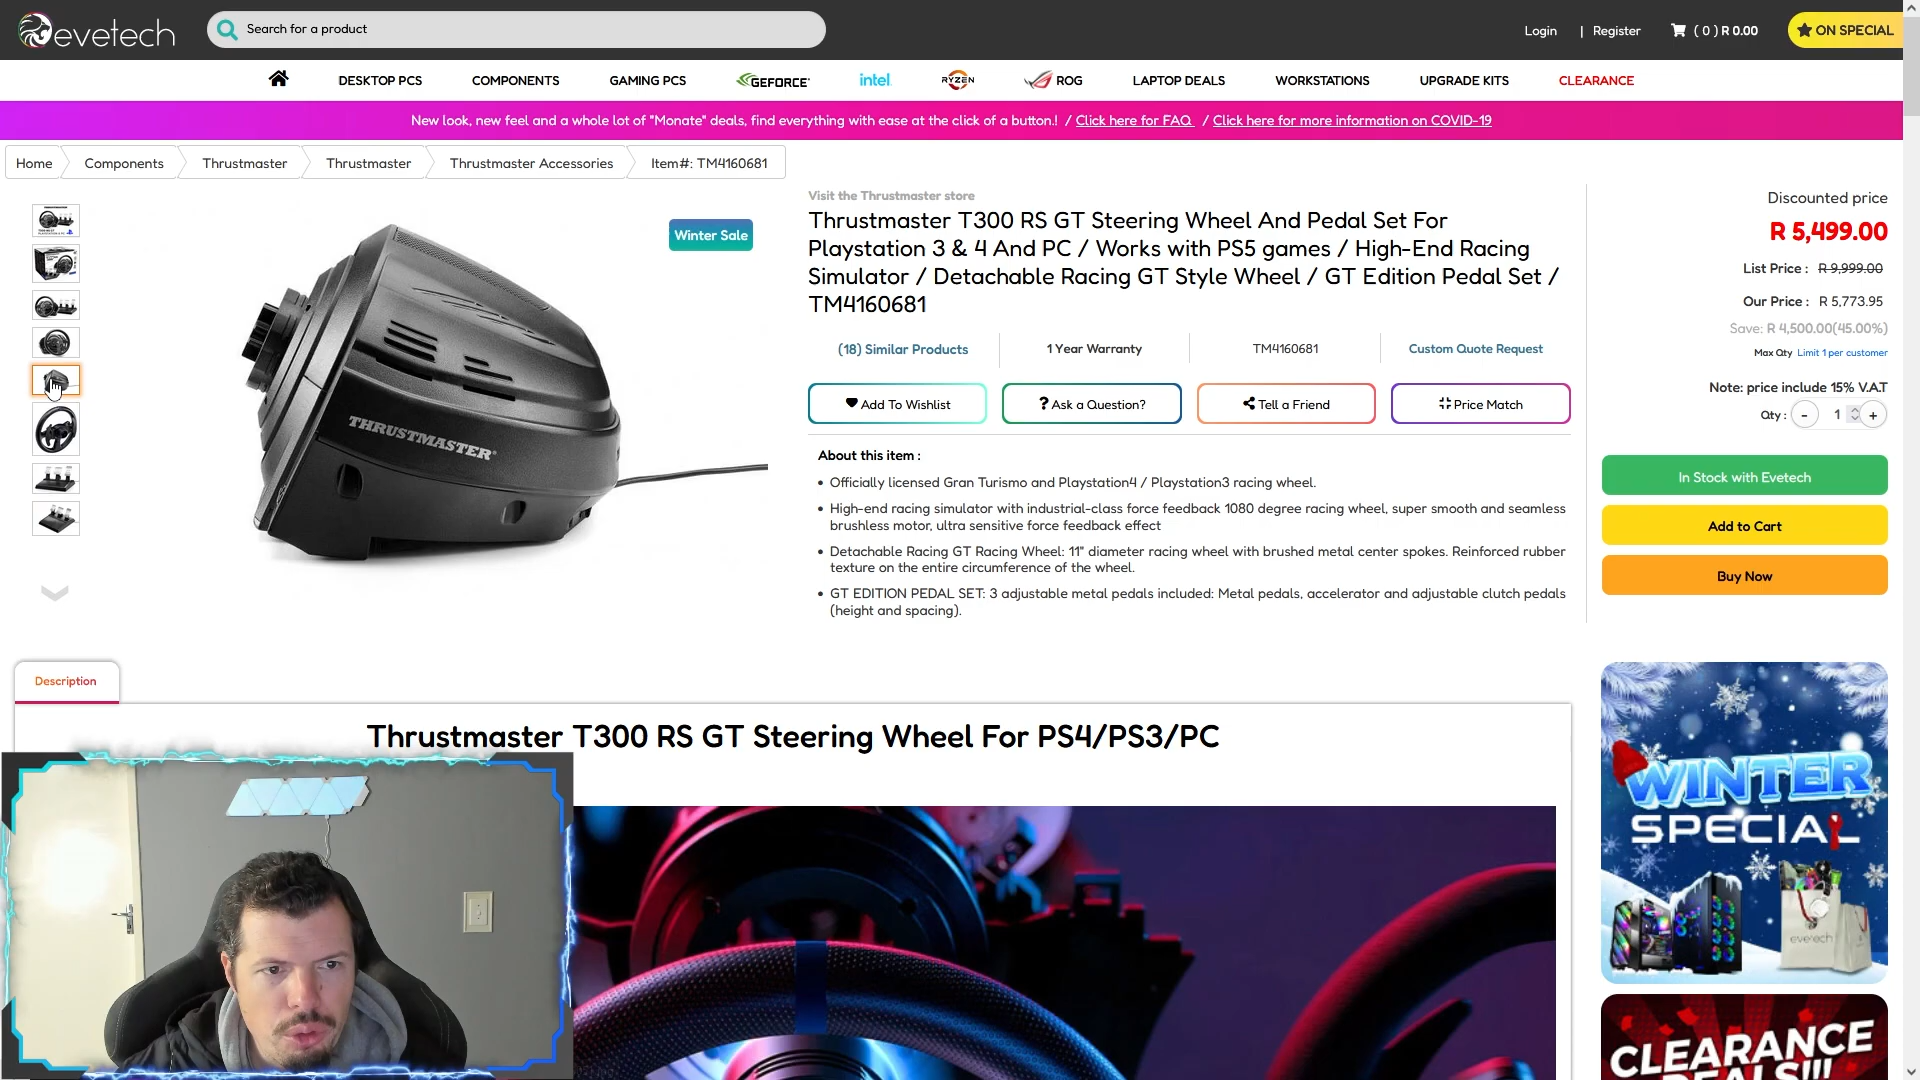 evetech
Search for a product
Login | Register ( 0 ) R 0.00 ON SPECIAL
DESKTOP PCS COMPONENTS GAMING PCS GEFORCE intel RYZEN ROG LAPTOP DEALS WORKSTATIONS UPGRADE KITS CLEARANCE
New look, new feel and a whole lot of "Monate" deals, find everything with ease at the click of a button.! / Click here for FAQ / Click here for more information on COVID-19
Home Components Thrustmaster Thrustmaster Thrustmaster Accessories Item#: TM4160681
Winter Sale
THRUSTMASTER
Visit the Thrustmaster store
Thrustmaster T300 RS GT Steering Wheel And Pedal Set For
Playstation 3 & 4 And PC / Works with PS5 games / High-End Racing
Simulator / Detachable Racing GT Style Wheel / GT Edition Pedal Set /
TM4160681
(18) Similar Products 1 Year Warranty TM4160681 Custom Quote Request
Add To Wishlist ? Ask a Question? Tell a Friend Price Match
About this item :
• Officially licensed Gran Turismo and Playstation4 / Playstation3 racing wheel.
• High-end racing simulator with industrial-class force feedback 1080 degree racing wheel, super smooth and seamless
brushless motor, ultra sensitive force feedback effect
• Detachable Racing GT Racing Wheel: 11" diameter racing wheel with brushed metal center spokes. Reinforced rubber
texture on the entire circumference of the wheel.
• GT EDITION PEDAL SET: 3 adjustable metal pedals included: Metal pedals, accelerator and adjustable clutch pedals
(height and spacing).
Discounted price
R 5,499.00
List Price : R 9,999.00
Our Price : R 5,773.95
Save: R 4,500.00(45.00%)
Max Qty Limit 1 per customer
Note: price include 15% V.A.T
Qty : - 1 +
In Stock with Evetech
Add to Cart
Buy Now
Description
Thrustmaster T300 RS GT Steering Wheel For PS4/PS3/PC
WINTER
SPECIAL
evetech
CLEARANCE
DEALS!!!